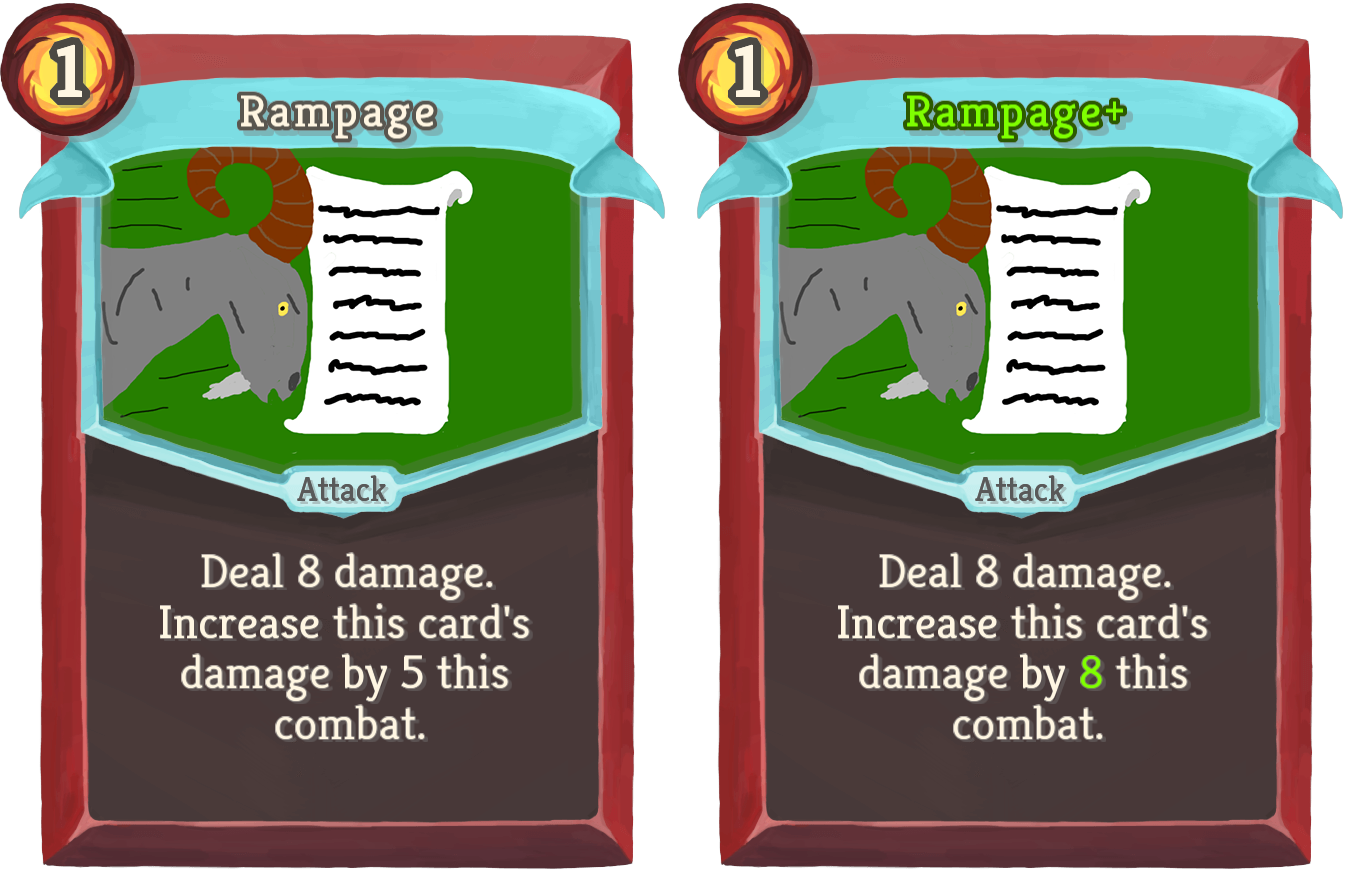 1
Rampage
Attack
Deal 8 damage.
Increase this card's
damage by 5 this
combat.
1
Rampage+
Attack
Deal 8 damage.
Increase this card's
damage by 8 this
combat.